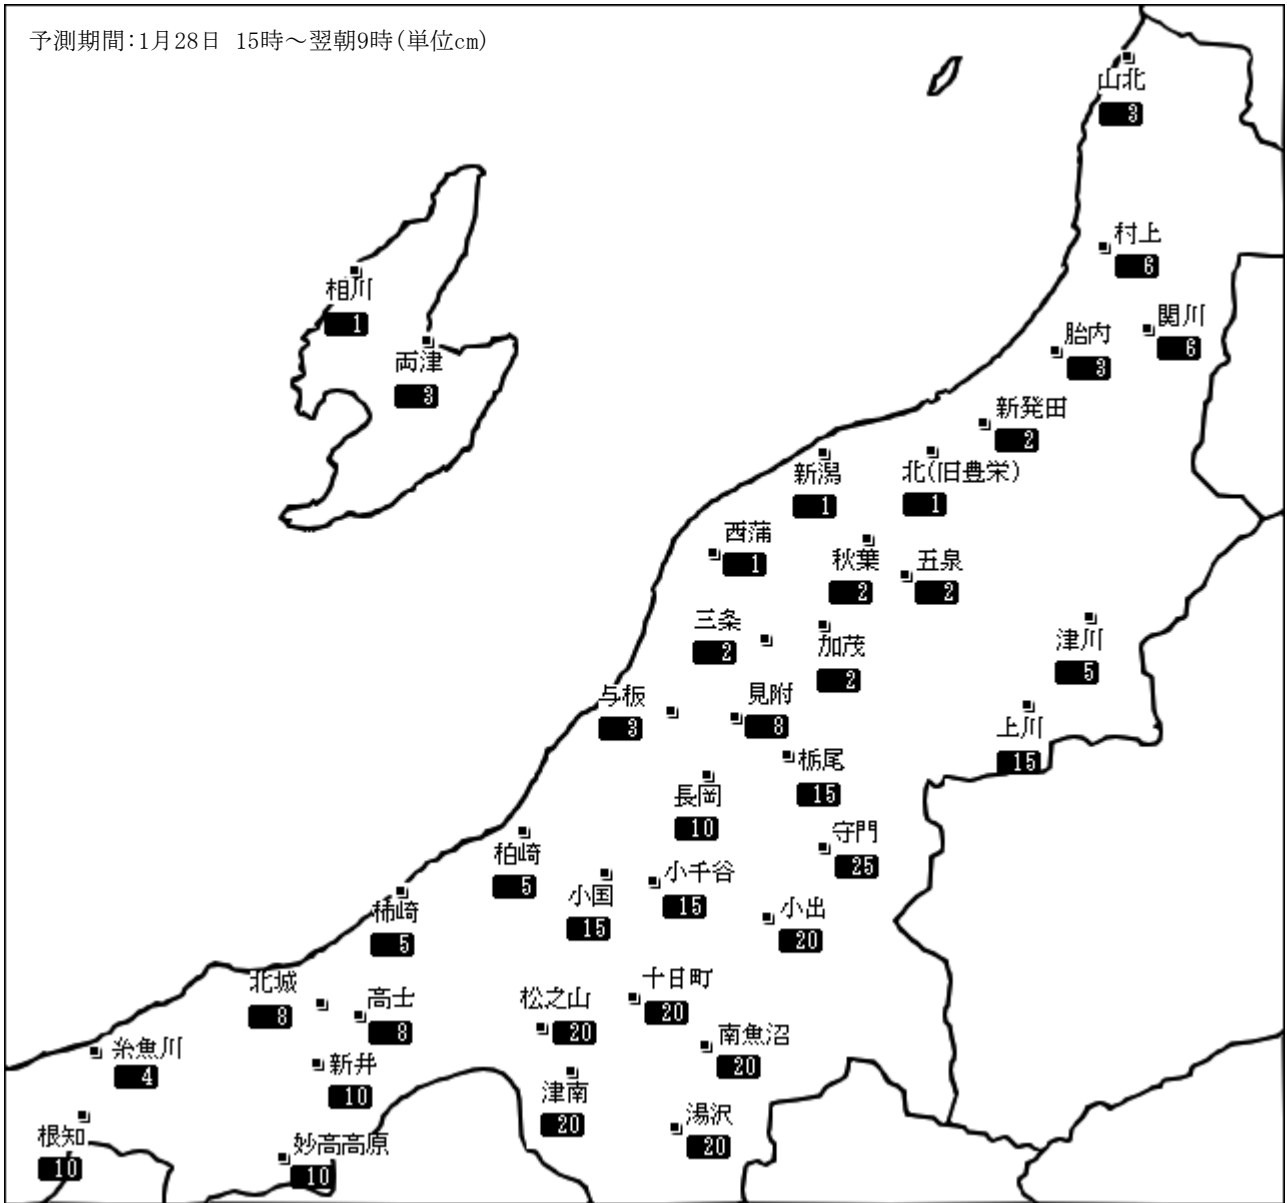 予測期間:1月28日 15時～翌朝9時(単位cm)
山北
3
村上
6
相川
1
関川
6
胎内
3
両津
3
新発田
2
新潟
1
北(旧豊栄)
1
西蒲
1
秋葉
2
五泉
2
三条
2
加茂
2
津川
5
与板
3
見附
8
上川
15
栃尾
15
長岡
10
守門
25
柏崎
5
小千谷
15
小国
15
柿崎
5
小出
20
北城
8
高士
8
松之山
20
十日町
20
南魚沼
20
糸魚川
4
新井
10
津南
20
湯沢
20
根知
10
妙高高原
10